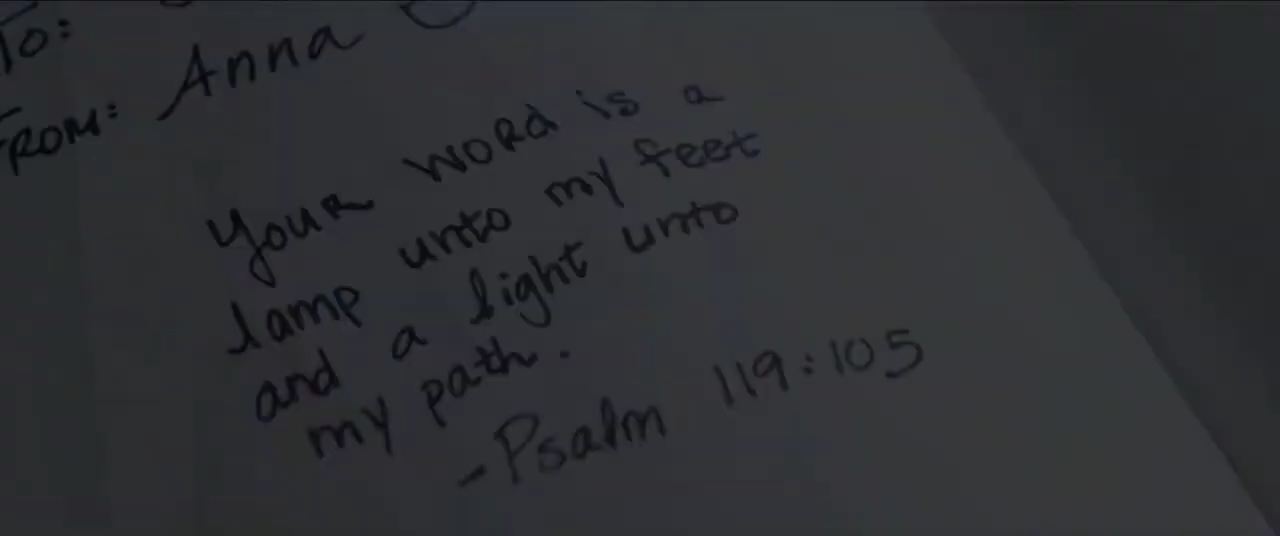 To:
FROM: Anna
Your word is a
lamp unto my feet
and a light unto
my path.
-Psalm 119:105